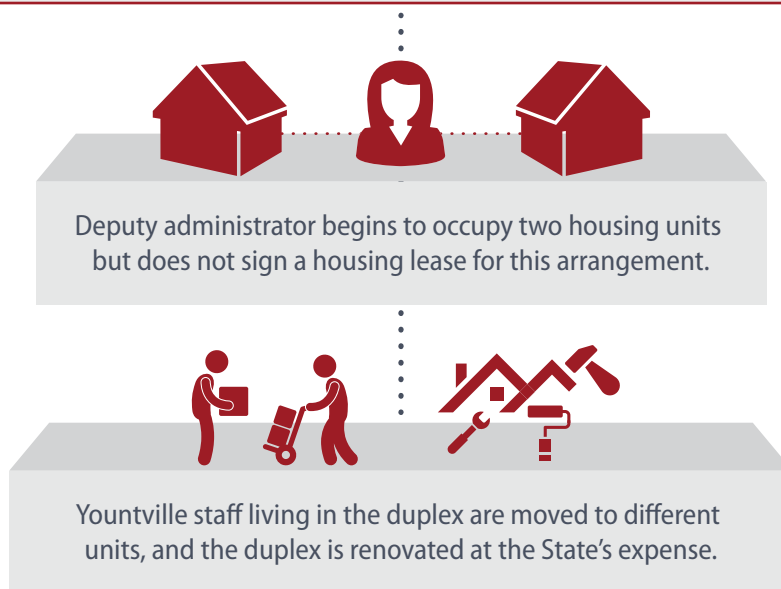 Deputy administrator begins to occupy two housing units
but does not sign a housing lease for this arrangement.
Yountville staff living in the duplex are moved to different
units, and the duplex is renovated at the State’s expense.